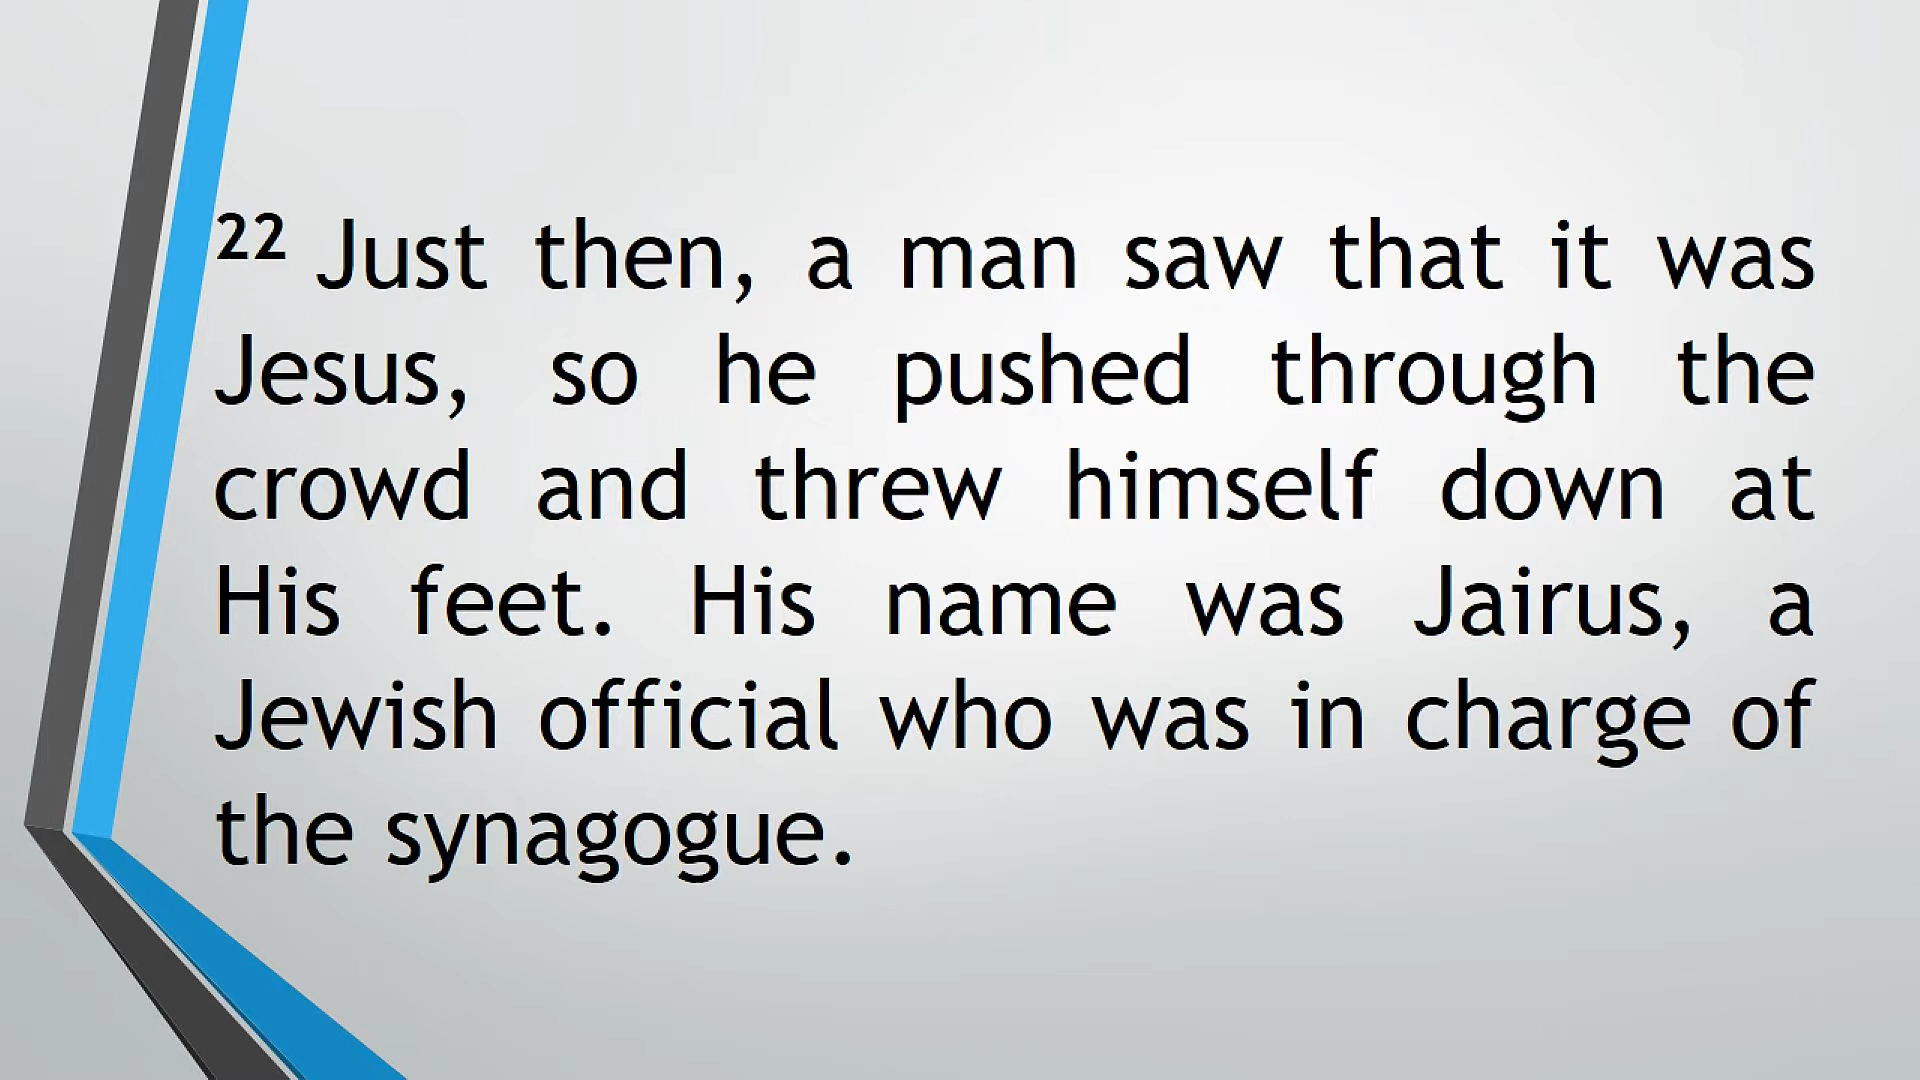 22 Just then, a man saw that it was
Jesus, so he pushed through the
crowd and threw himself down at
His feet. His name was Jairus, a
Jewish official who was in charge of
the synagogue.